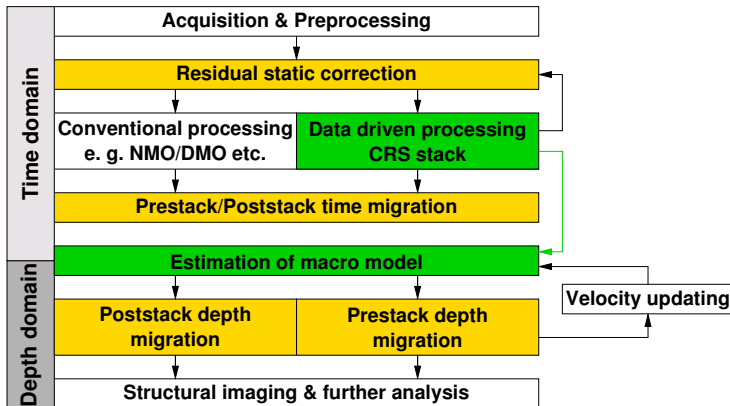 Time domain
Depth domain
Acquisition & Preprocessing
Residual static correction
Conventional processing
e. g. NMO/DMO etc.
Data driven processing
CRS stack
Prestack/Poststack time migration
Estimation of macro model
Poststack depth
migration
Prestack depth
migration
Velocity updating
Structural imaging & further analysis